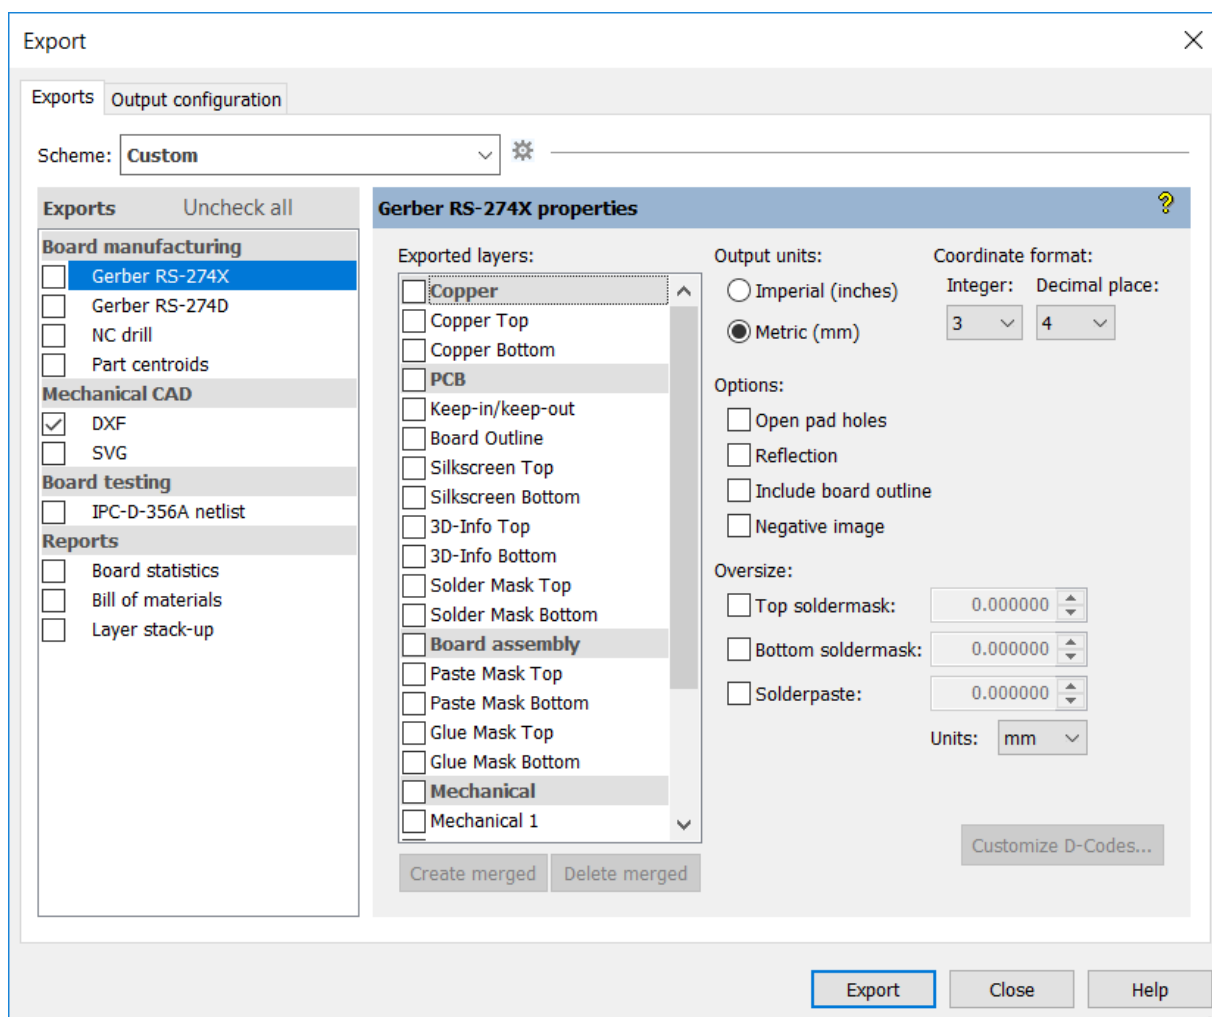 Export
Exports
Output configuration
Scheme: Custom
Exports Uncheck all
Board manufacturing
Gerber RS-274X
Gerber RS-274D
NC drill
Part centroids
Mechanical CAD
DXF
SVG
Board testing
IPC-D-356A netlist
Reports
Board statistics
Bill of materials
Layer stack-up
Gerber RS-274X properties
?
Exported layers:
Copper
Copper Top
Copper Bottom
PCB
Keep-in/keep-out
Board Outline
Silkscreen Top
Silkscreen Bottom
3D-Info Top
3D-Info Bottom
Solder Mask Top
Solder Mask Bottom
Board assembly
Paste Mask Top
Paste Mask Bottom
Glue Mask Top
Glue Mask Bottom
Mechanical
Mechanical 1
Create merged
Delete merged
Output units:
Imperial (inches)
Metric (mm)
Coordinate format:
Integer: Decimal place:
3 4
Options:
Open pad holes
Reflection
Include board outline
Negative image
Oversize:
Top soldermask: 0.000000
Bottom soldermask: 0.000000
Solderpaste: 0.000000
Units: mm
Customize D-Codes...
Export
Close
Help